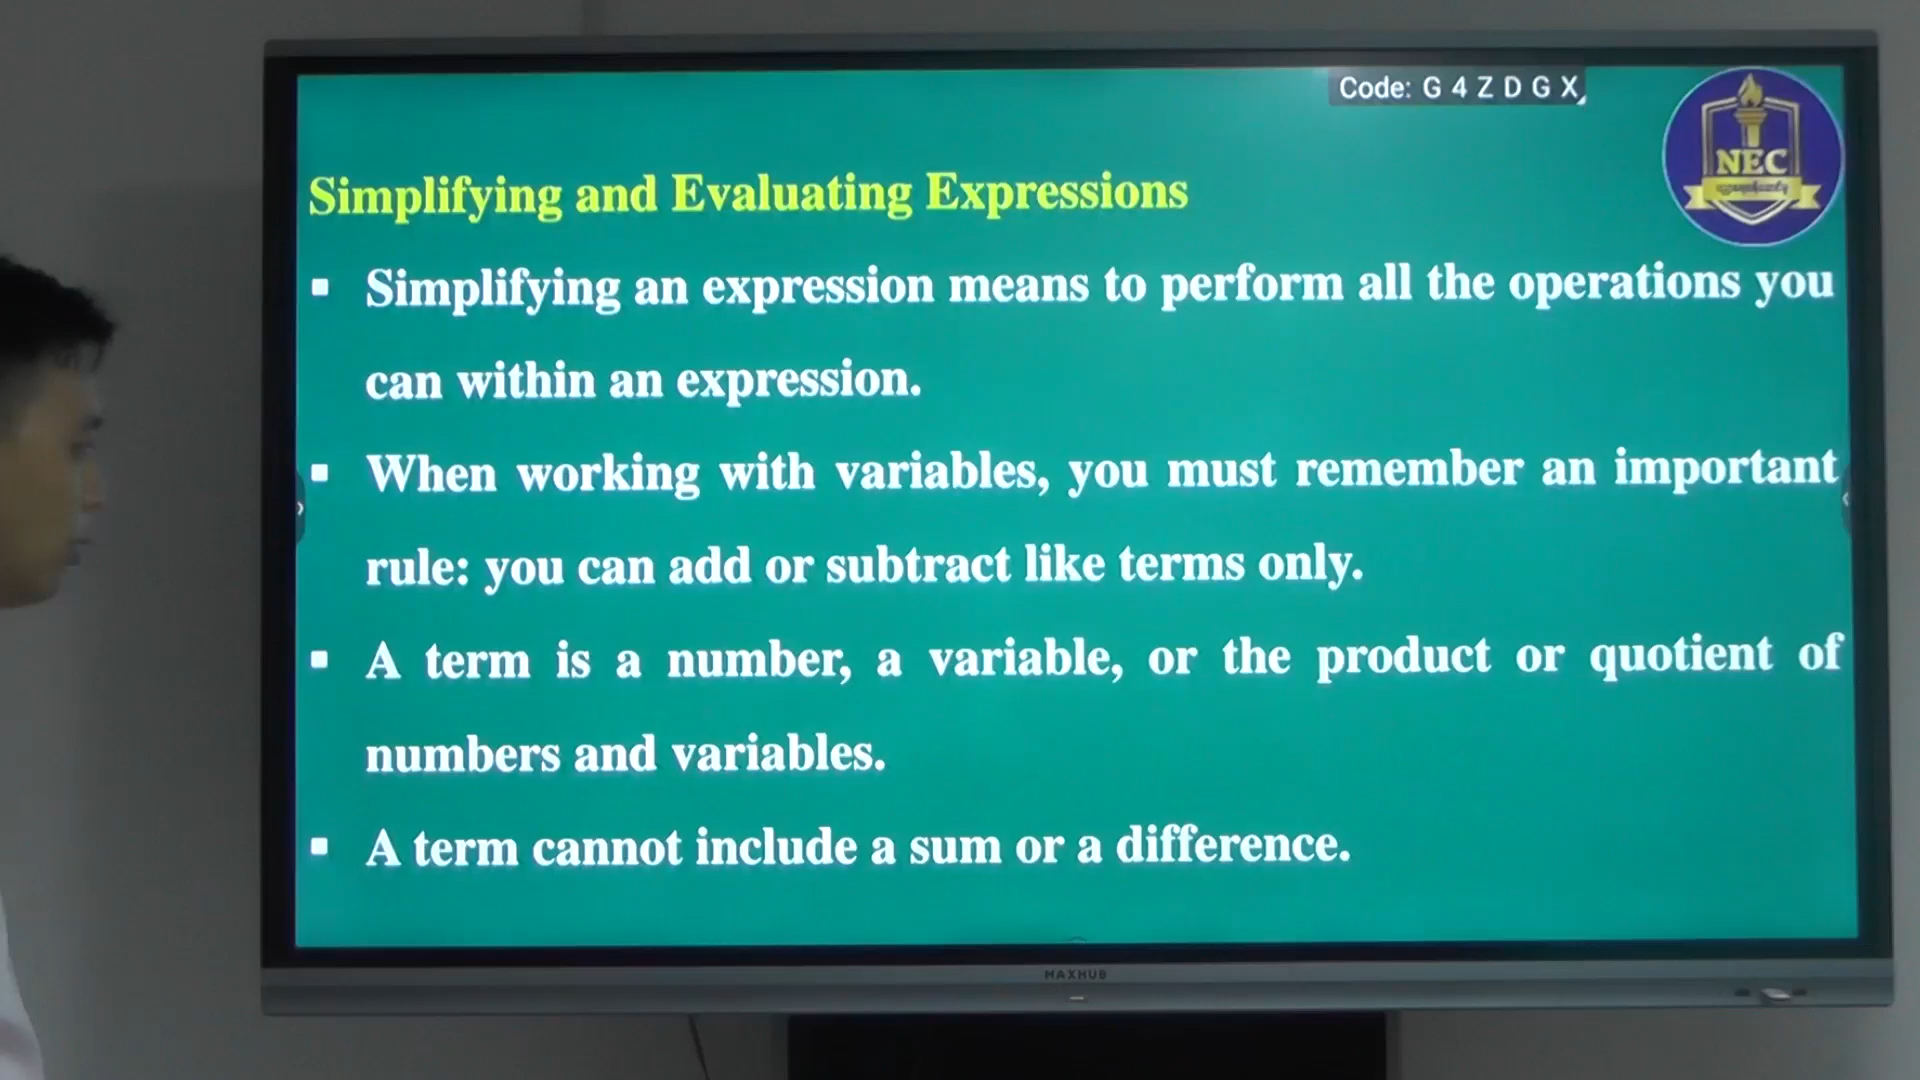 Code: G 4 Z D G X
NEC
Simplifying and Evaluating Expressions
▪ Simplifying an expression means to perform all the operations you
can within an expression.
▪ When working with variables, you must remember an important
rule: you can add or subtract like terms only.
▪ A term is a number, a variable, or the product or quotient of
numbers and variables.
▪ A term cannot include a sum or a difference.
MAXHUB